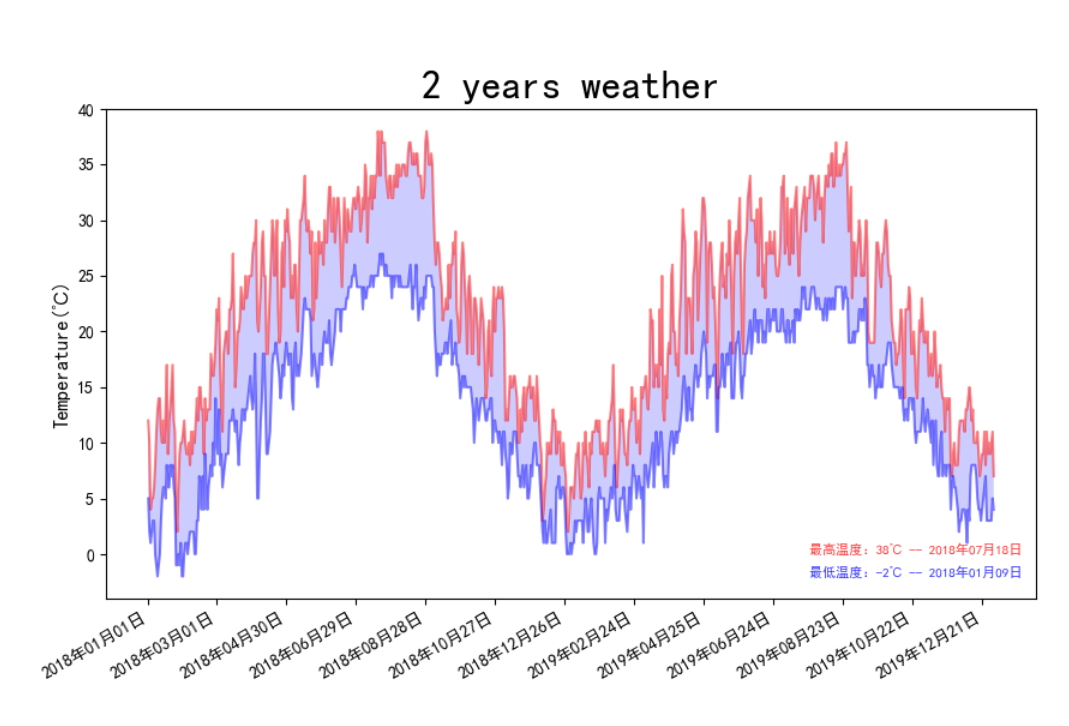 2 years weather
Temperature(℃)
40
35
30
25
20
15
10
5
0
最高温度：38℃ -- 2018年07月18日
最低温度：-2℃ -- 2018年01月09日
2018年01月01日
2018年03月01日
2018年04月30日
2018年06月29日
2018年08月28日
2018年10月27日
2018年12月26日
2019年02月24日
2019年04月25日
2019年06月24日
2019年08月23日
2019年10月22日
2019年12月21日